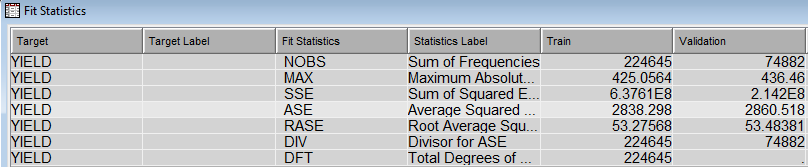 Fit Statistics
Target Target Label Fit Statistics Statistics Label Train Validation
YIELD NOBS Sum of Frequencies 224645 74882
YIELD MAX Maximum Absolut... 425.0564 436.46
YIELD SSE Sum of Squared E... 6.3761E8 2.142E8
YIELD ASE Average Squared ... 2838.298 2860.518
YIELD RASE Root Average Squ... 53.27568 53.48381
YIELD DIV Divisor for ASE 224645 74882
YIELD DFT Total Degrees of ... 224645 .